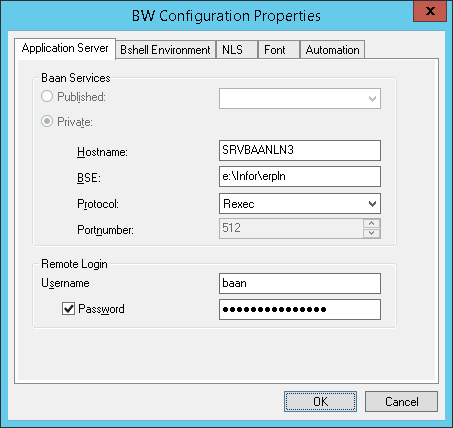 BW Configuration Properties
Application Server Bshell Environment NLS Font Automation
Baan Services
Published:
Private:
Hostname: SRVBAANLN3
BSE: e:\Infor\erpln
Protocol: Rexec
Portnumber: 512
Remote Login
Username baan
Password ●●●●●●●●●●●●●●●
OK Cancel